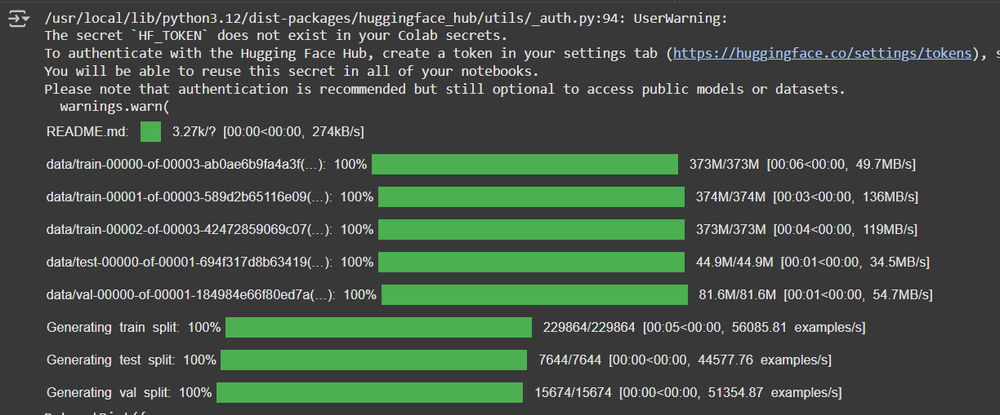 /usr/local/lib/python3.12/dist-packages/huggingface_hub/utils/_auth.py:94: UserWarning:
The secret `HF_TOKEN` does not exist in your Colab secrets.
To authenticate with the Hugging Face Hub, create a token in your settings tab (https://huggingface.co/settings/tokens), s
You will be able to reuse this secret in all of your notebooks.
Please note that authentication is recommended but still optional to access public models or datasets.
  warnings.warn(
README.md: 3.27k/? [00:00<00:00, 274kB/s]
data/train-00000-of-00003-ab0ae6b9fa4a3f(…): 100% 373M/373M [00:06<00:00, 49.7MB/s]
data/train-00001-of-00003-589d2b65116e09(…): 100% 374M/374M [00:03<00:00, 136MB/s]
data/train-00002-of-00003-42472859069c07(…): 100% 373M/373M [00:04<00:00, 119MB/s]
data/test-00000-of-00001-694f317d8b63419(…): 100% 44.9M/44.9M [00:01<00:00, 34.5MB/s]
data/val-00000-of-00001-184984e66f80ed7a(…): 100% 81.6M/81.6M [00:01<00:00, 54.7MB/s]
Generating train split: 100% 229864/229864 [00:05<00:00, 56085.81 examples/s]
Generating test split: 100% 7644/7644 [00:00<00:00, 44577.76 examples/s]
Generating val split: 100% 15674/15674 [00:00<00:00, 51354.87 examples/s]